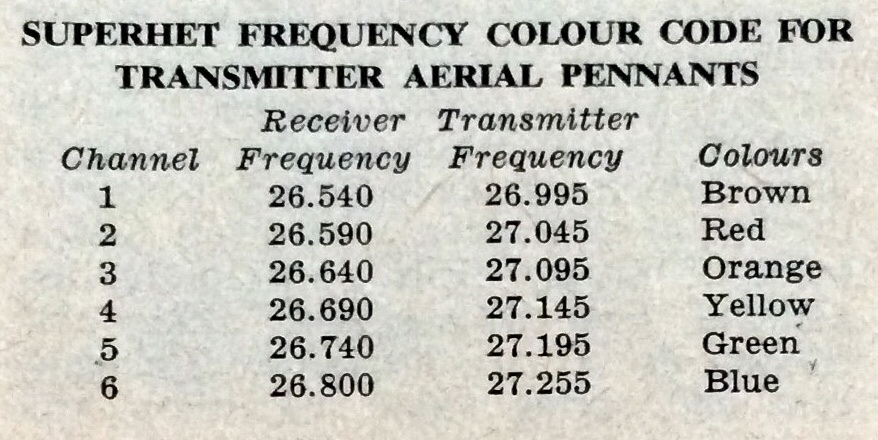 SUPERHET FREQUENCY COLOUR CODE FOR
TRANSMITTER AERIAL PENNANTS
Receiver Transmitter
Channel Frequency Frequency Colours
1 26.540 26.995 Brown
2 26.590 27.045 Red
3 26.640 27.095 Orange
4 26.690 27.145 Yellow
5 26.740 27.195 Green
6 26.800 27.255 Blue